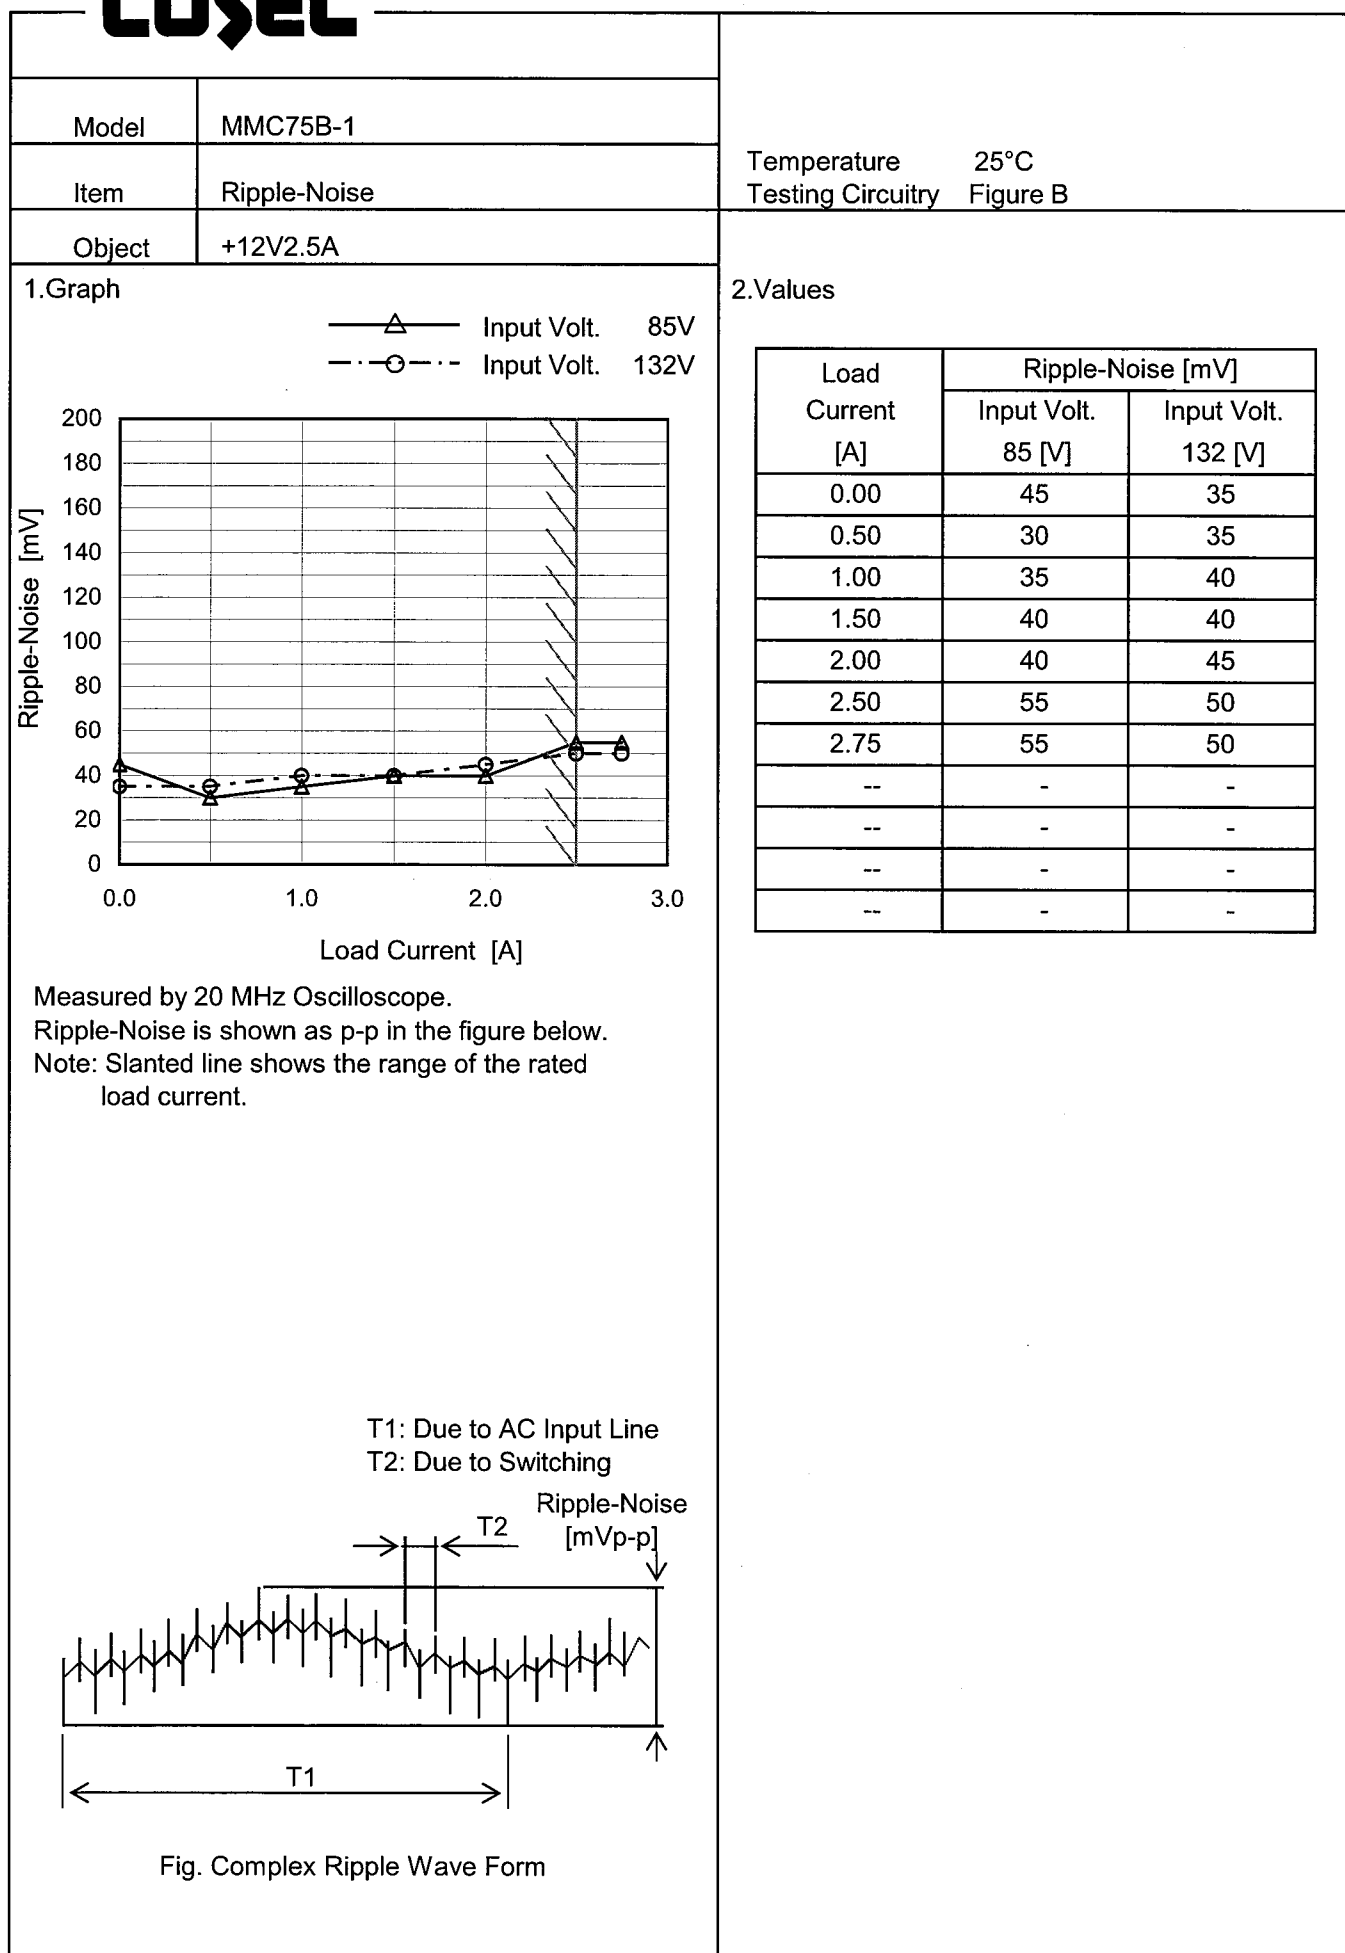 COSEL
Model MMC75B-1
Item Ripple-Noise
Object +12V2.5A
Temperature 25°C
Testing Circuitry Figure B
1.Graph
Input Volt. 85V
Input Volt. 132V
Ripple-Noise [mV]
200
180
160
140
120
100
80
60
40
20
0
0.0 1.0 2.0 3.0
Load Current [A]
Measured by 20 MHz Oscilloscope.
Ripple-Noise is shown as p-p in the figure below.
Note: Slanted line shows the range of the rated
load current.
T1: Due to AC Input Line
T2: Due to Switching
Ripple-Noise
[mVp-p]
T2
T1
Fig. Complex Ripple Wave Form
2.Values
Load Ripple-Noise [mV]
Current Input Volt. Input Volt.
[A] 85 [V] 132 [V]
0.00 45 35
0.50 30 35
1.00 35 40
1.50 40 40
2.00 40 45
2.50 55 50
2.75 55 50
-- - -
-- - -
-- - -
-- - -